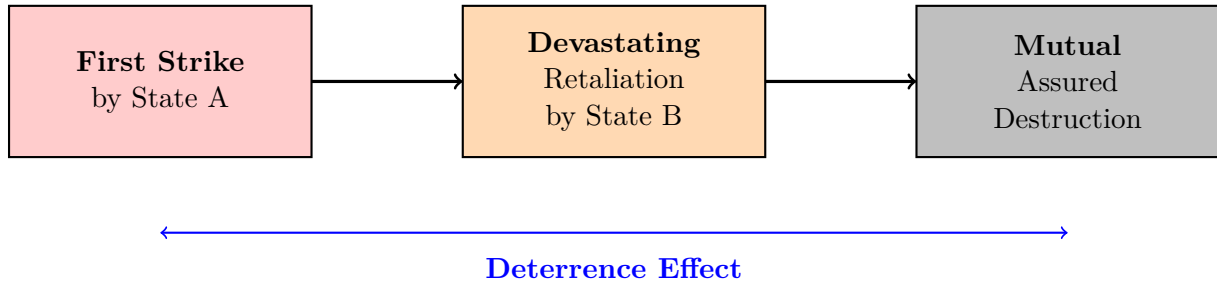 First Strike
by State A
Devastating
Retaliation
by State B
Mutual
Assured
Destruction
Deterrence Effect